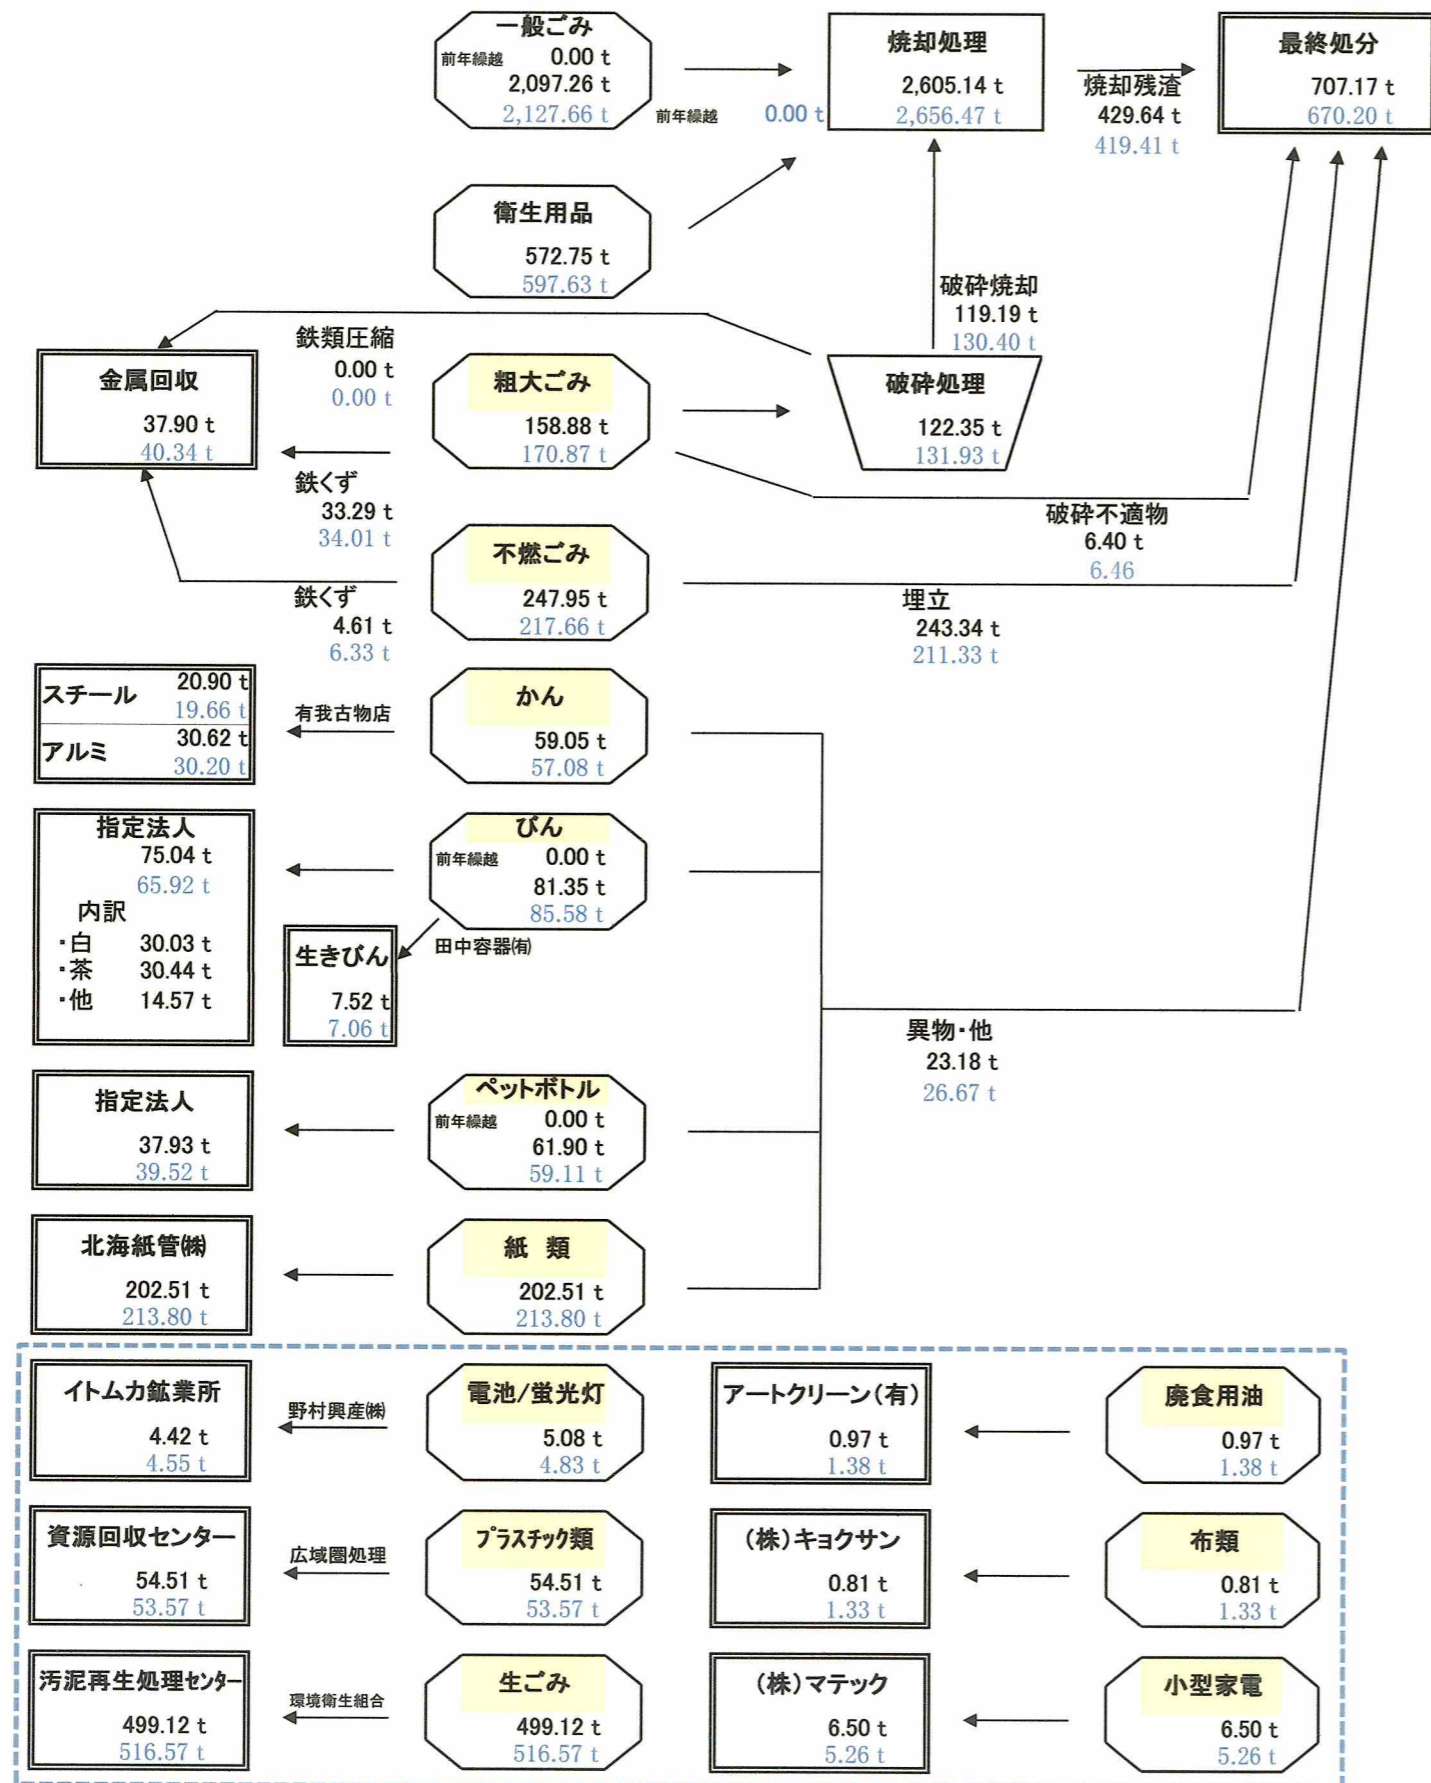 一般ごみ
前年繰越 0.00 t
2,097.26 t
2,127.66 t
前年繰越 0.00 t
焼却処理
2,605.14 t
2,656.47 t
焼却残渣
429.64 t
419.41 t
最終処分
707.17 t
670.20 t
衛生用品
572.75 t
597.63 t
破砕焼却
119.19 t
130.40 t
鉄類圧縮
0.00 t
0.00 t
金属回収
37.90 t
40.34 t
粗大ごみ
158.88 t
170.87 t
破砕処理
122.35 t
131.93 t
鉄くず
33.29 t
34.01 t
破砕不適物
6.40 t
6.46
不燃ごみ
247.95 t
217.66 t
鉄くず
4.61 t
6.33 t
埋立
243.34 t
211.33 t
スチール 20.90 t
19.66 t
アルミ 30.62 t
30.20 t
有我古物店
かん
59.05 t
57.08 t
指定法人
75.04 t
65.92 t
内訳
・白 30.03 t
・茶 30.44 t
・他 14.57 t
びん
前年繰越 0.00 t
81.35 t
85.58 t
田中容器㈲
生きびん
7.52 t
7.06 t
異物・他
23.18 t
26.67 t
指定法人
37.93 t
39.52 t
ペットボトル
前年繰越 0.00 t
61.90 t
59.11 t
北海紙管㈱
202.51 t
213.80 t
紙 類
202.51 t
213.80 t
イトムカ鉱業所
4.42 t
4.55 t
野村興産㈱
電池/蛍光灯
5.08 t
4.83 t
アートクリーン(有)
0.97 t
1.38 t
廃食用油
0.97 t
1.38 t
資源回収センター
54.51 t
53.57 t
広域圏処理
プラスチック類
54.51 t
53.57 t
(株)キョクサン
0.81 t
1.33 t
布類
0.81 t
1.33 t
汚泥再生処理センター
499.12 t
516.57 t
環境衛生組合
生ごみ
499.12 t
516.57 t
(株)マテック
6.50 t
5.26 t
小型家電
6.50 t
5.26 t